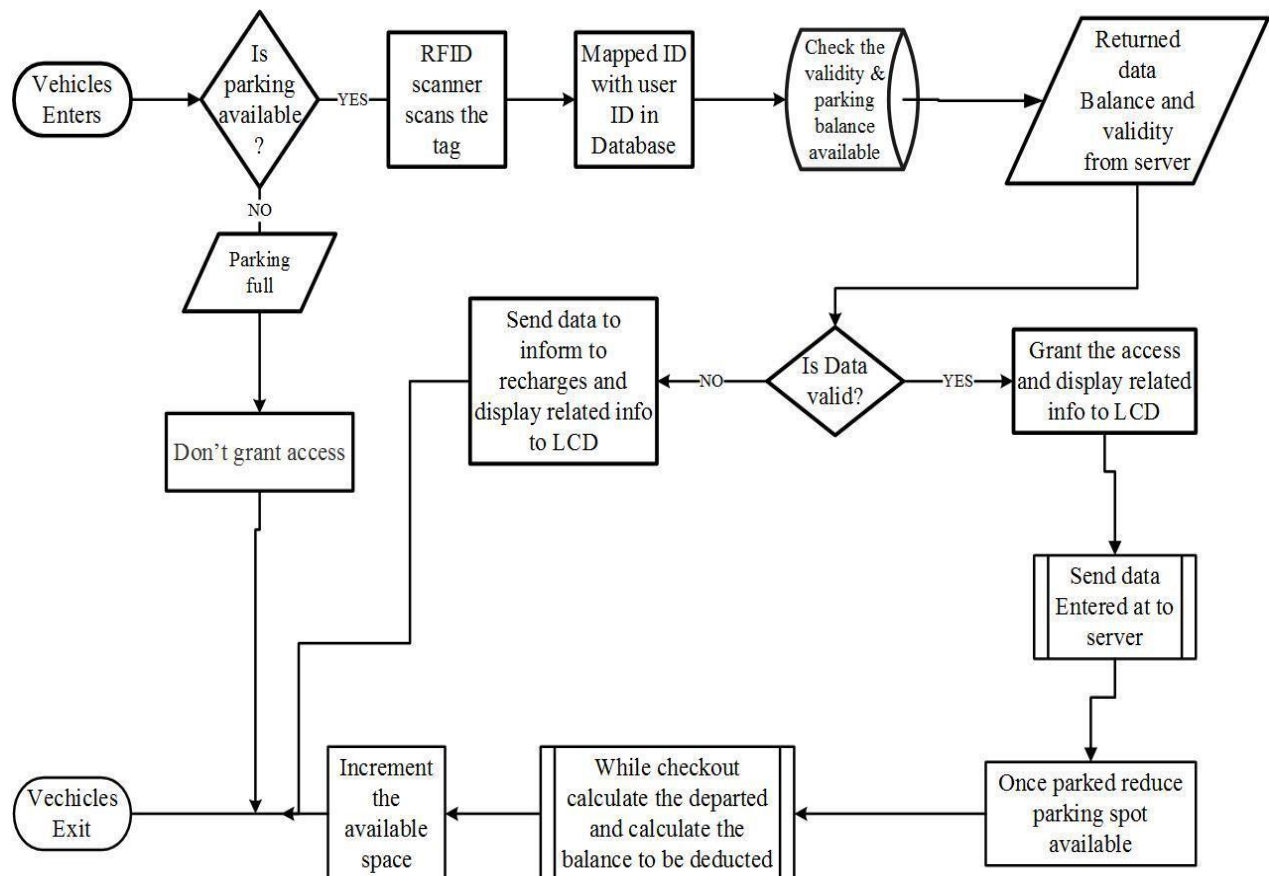 Vehicles
Enters
Is
parking
available
?
YES
RFID
scanner
scans the
tag
Mapped ID
with user
ID in
Database
Check the
validity &
parking
balance
available
Returned
data
Balance and
validity
from server
NO
Parking
full
Don't grant access
Send data to
inform to
recharges and
display related info
to LCD
NO
Is Data
valid?
YES
Grant the access
and display related
info to LCD
Send data
Entered at to
server
Once parked reduce
parking spot
available
While checkout
calculate the departed
and calculate the
balance to be deducted
Increment
the
available
space
Vechicles
Exit